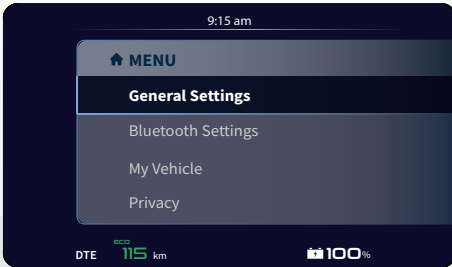 9:15 am
MENU
General Settings
Bluetooth Settings
My Vehicle
Privacy
ECO
DTE 115 km 100%